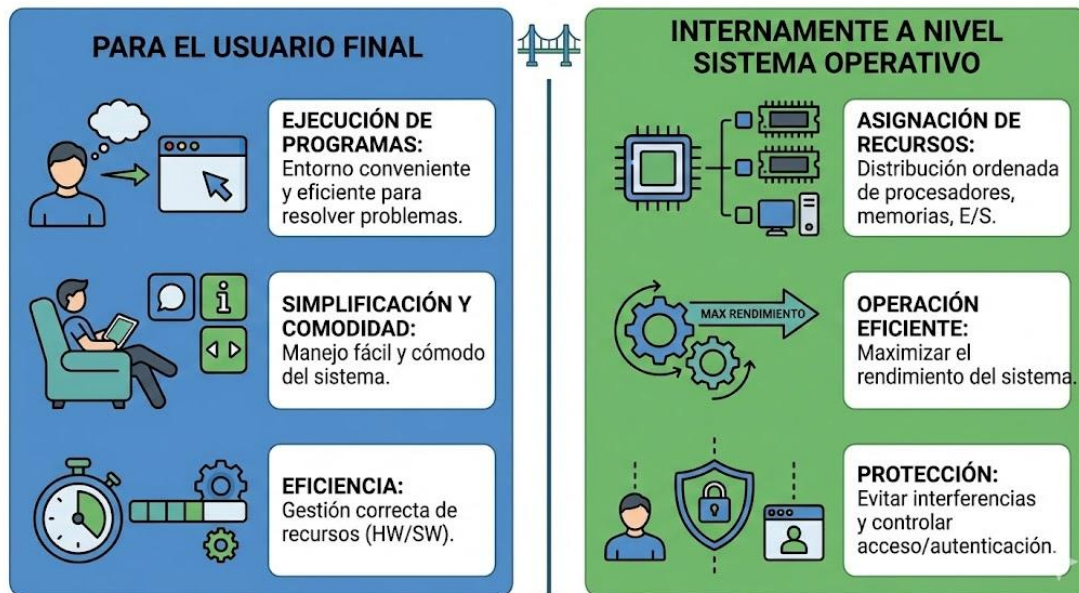 PARA EL USUARIO FINAL
EJECUCIÓN DE
PROGRAMAS:
Entorno conveniente
y eficiente para
resolver problemas.
SIMPLIFICACIÓN Y
COMODIDAD:
Manejo fácil y cómodo
del sistema.
EFICIENCIA:
Gestión correcta de
recursos (HW/SW).
INTERNAMENTE A NIVEL
SISTEMA OPERATIVO
ASIGNACIÓN DE
RECURSOS:
Distribución ordenada
de procesadores,
memorias, E/S.
MAX RENDIMIENTO
OPERACIÓN
EFICIENTE:
Maximizar el
rendimiento del sistema.
PROTECCIÓN:
Evitar interferencias
y controlar
acceso/autenticación.